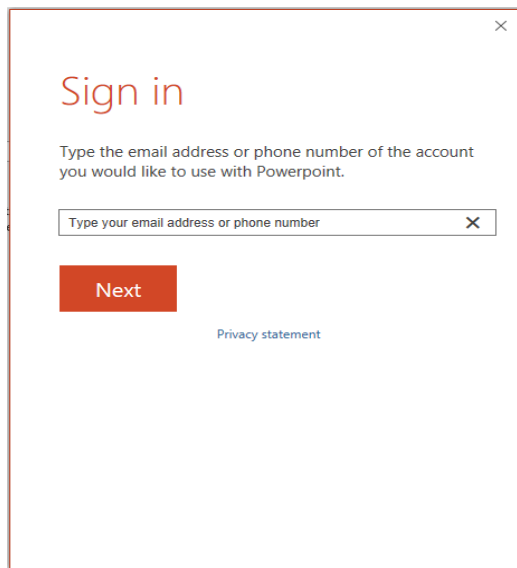 Sign in
Type the email address or phone number of the account
you would like to use with Powerpoint.
Type your email address or phone number
Next
Privacy statement